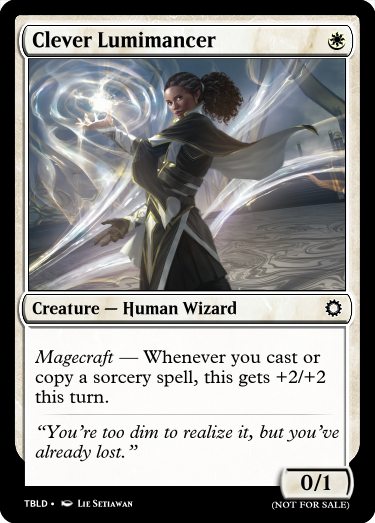 Clever Lumimancer
Creature — Human Wizard
Magecraft — Whenever you cast or
copy a sorcery spell, this gets +2/+2
this turn.
“You’re too dim to realize it, but you’ve
already lost.”
0/1
TBLD • Lie Setiawan
(NOT FOR SALE)